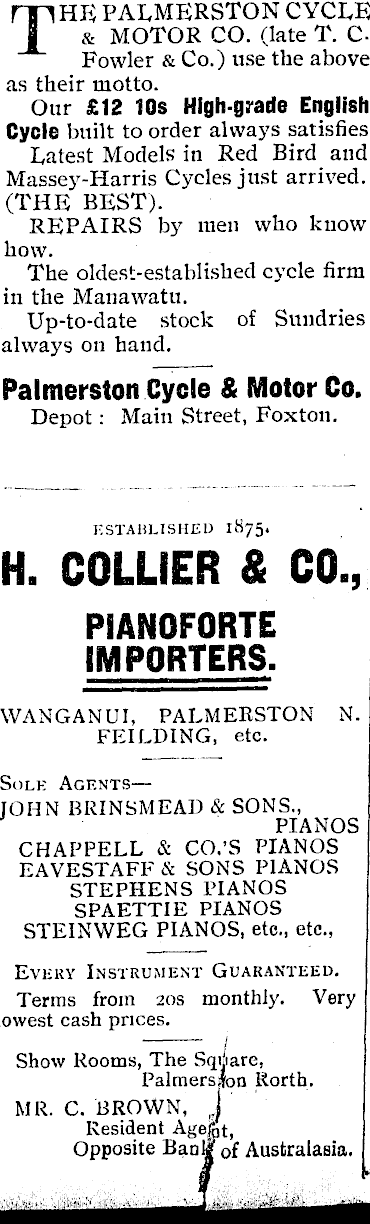 THE PALMERSTON CYCLE
& MOTOR CO. (late T. C.
Fowler & Co.) use the above
as their motto.
Our £12 10s High-grade English
Cycle built to order always satisfies
Latest Models in Red Bird and
Massey-Harris Cycles just arrived.
(THE BEST).
REPAIRS by men who know
how.
The oldest-established cycle firm
in the Manawatu.
Up-to-date stock of Sundries
always on hand.
Palmerston Cycle & Motor Co.
Depot: Main Street, Foxton.
ESTABLISHED 1875.
H. COLLIER & CO.,
PIANOFORTE
IMPORTERS.
WANGANUI, PALMERSTON N.
FEILDING, etc.
SOLE AGENTS—
JOHN BRINSMEAD & SONS.,
PIANOS
CHAPPELL & CO.'S PIANOS
EAVESTAFF & SONS PIANOS
STEPHENS PIANOS
SPAETTIE PIANOS
STEINWEG PIANOS, etc., etc.,
EVERY INSTRUMENT GUARANTEED.
Terms from 20s monthly. Very
owest cash prices.
Show Rooms, The Square,
Palmerston Rorth.
MR. C. BROWN,
Resident Agent,
Opposite Bank of Australasia.